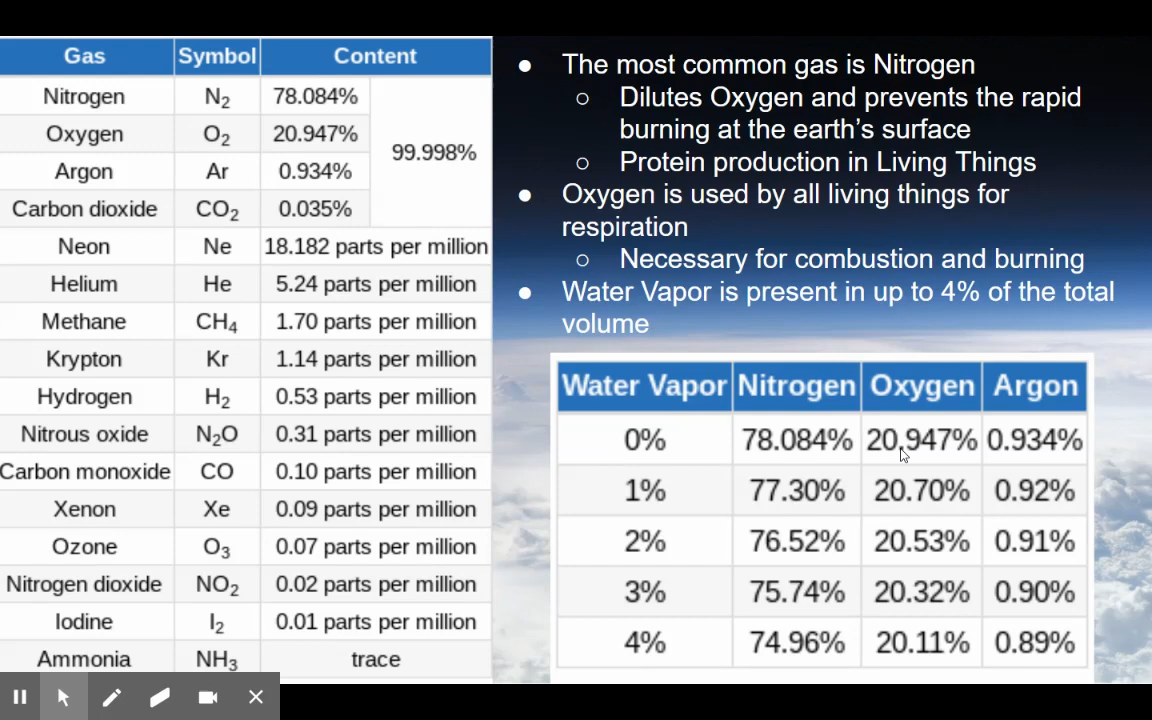 Gas Symbol Content
Nitrogen N₂ 78.084%
Oxygen O₂ 20.947%
99.998%
Argon Ar 0.934%
Carbon dioxide CO₂ 0.035%
Neon Ne 18.182 parts per million
Helium He 5.24 parts per million
Methane CH₄ 1.70 parts per million
Krypton Kr 1.14 parts per million
Hydrogen H₂ 0.53 parts per million
Nitrous oxide N₂O 0.31 parts per million
Carbon monoxide CO 0.10 parts per million
Xenon Xe 0.09 parts per million
Ozone O₃ 0.07 parts per million
Nitrogen dioxide NO₂ 0.02 parts per million
Iodine I₂ 0.01 parts per million
Ammonia NH₃ trace
● The most common gas is Nitrogen
○ Dilutes Oxygen and prevents the rapid
burning at the earth's surface
○ Protein production in Living Things
● Oxygen is used by all living things for
respiration
○ Necessary for combustion and burning
● Water Vapor is present in up to 4% of the total
volume
Water Vapor Nitrogen Oxygen Argon
0% 78.084% 20.947% 0.934%
1% 77.30% 20.70% 0.92%
2% 76.52% 20.53% 0.91%
3% 75.74% 20.32% 0.90%
4% 74.96% 20.11% 0.89%